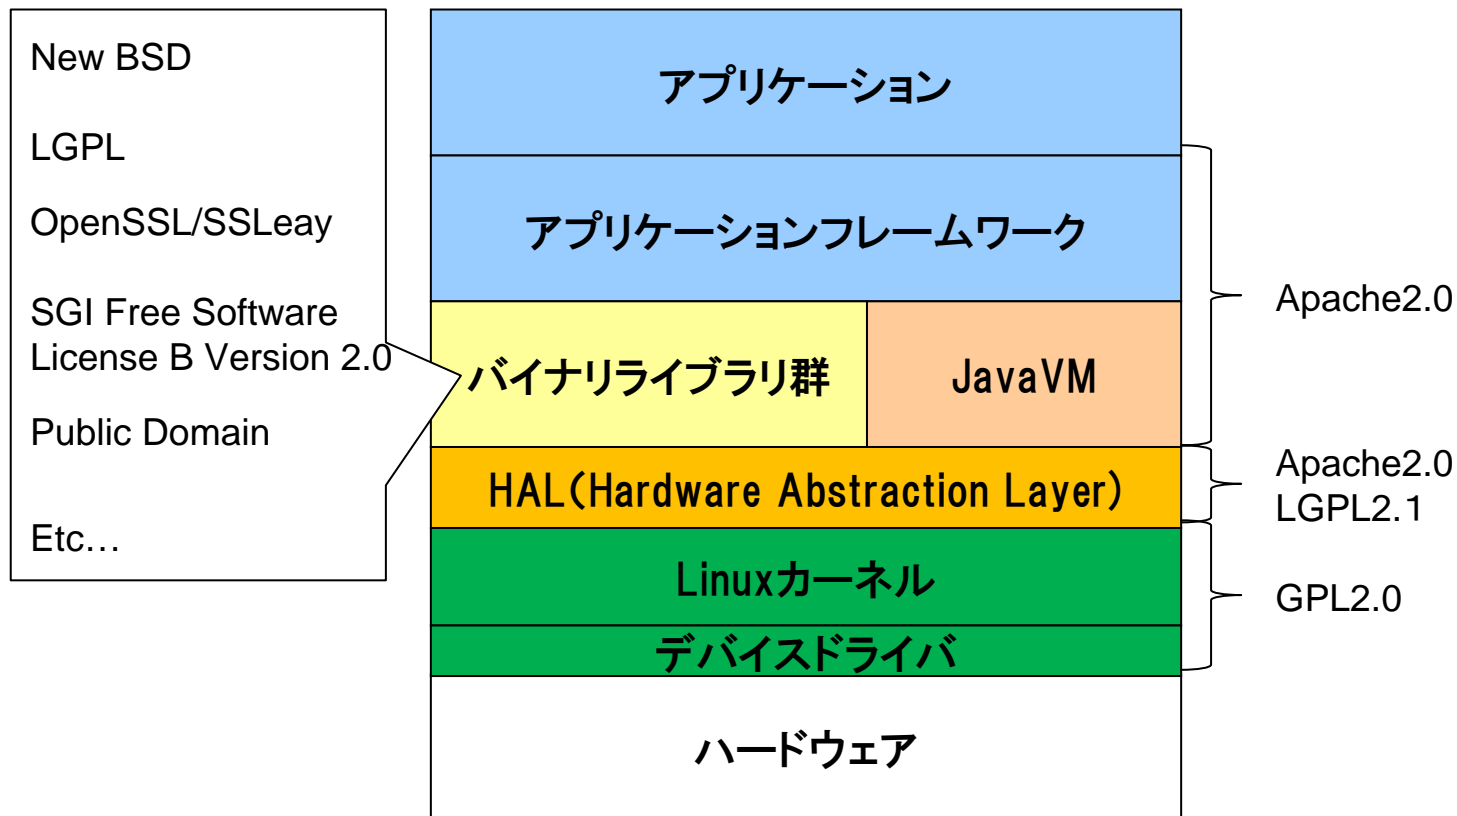 New BSD
LGPL
OpenSSL/SSLeay
SGI Free Software
License B Version 2.0
Public Domain
Etc…
アプリケーション
アプリケーションフレームワーク
バイナリライブラリ群
JavaVM
HAL(Hardware Abstraction Layer)
Linuxカーネル
デバイスドライバ
ハードウェア
Apache2.0
Apache2.0
LGPL2.1
GPL2.0